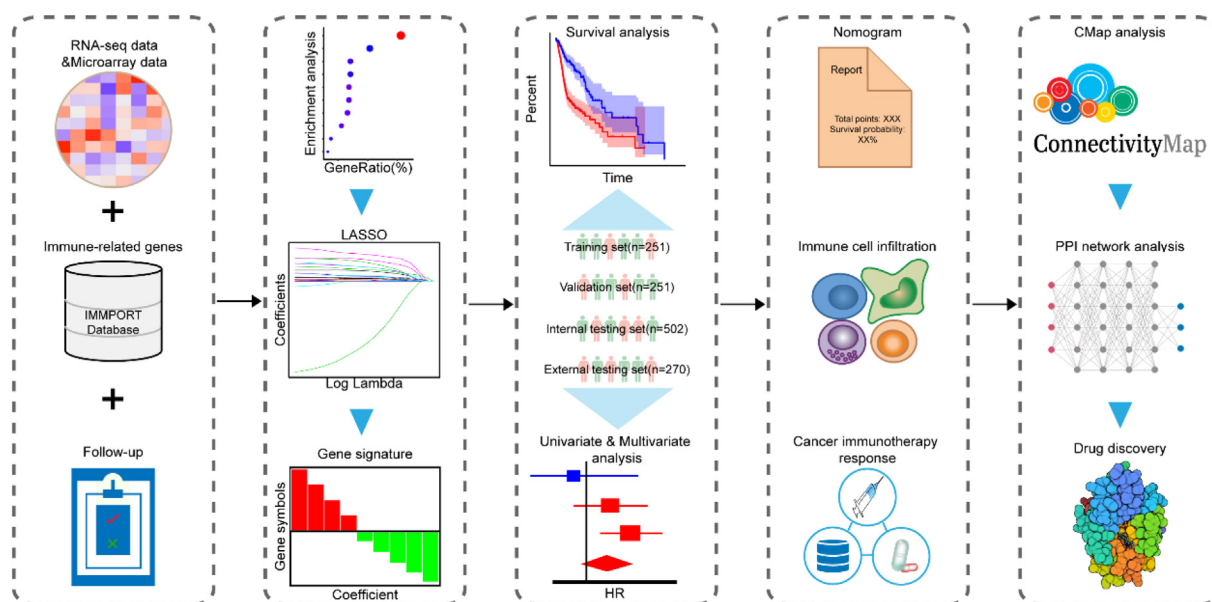 RNA-seq data
&Microarray data
+
Immune-related genes
IMMPORT
Database
+
Follow-up
Enrichment analysis
GeneRatio(%)
LASSO
Coefficients
Log Lambda
Gene signature
Gene symbols
Coefficient
Survival analysis
Percent
Time
Training set(n=251)
Validation set(n=251)
Internal testing set(n=502)
External testing set(n=270)
Univariate & Multivariate
analysis
HR
Nomogram
Report
Total points: XXX
Survival probability:
XX%
Immune cell infiltration
Cancer immunotherapy
response
CMap analysis
ConnectivityMap
PPI network analysis
Drug discovery